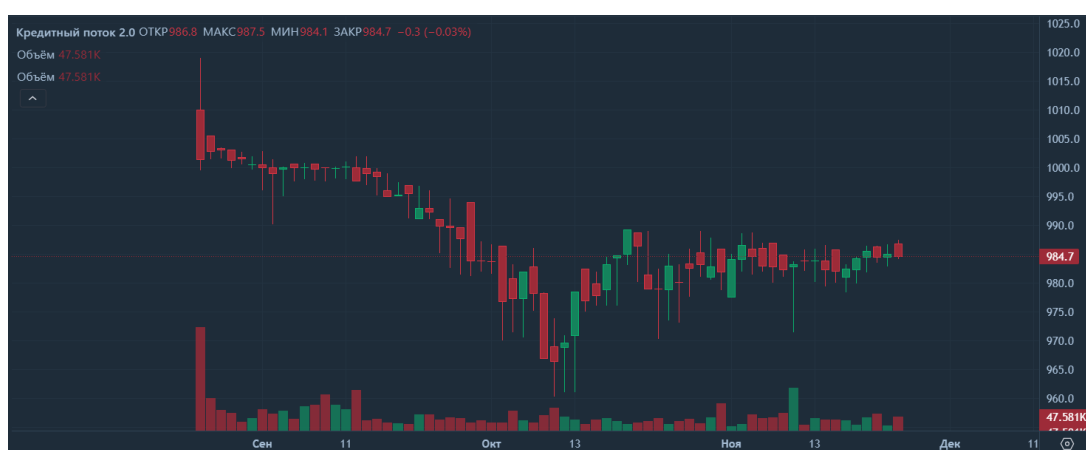 Кредитный поток 2.0 ОТКР986.8 МАКС987.5 МИН984.1 ЗАКР984.7 −0.3 (−0.03%)
Объём 47.581K
Объём 47.581K
1025.0
1020.0
1015.0
1010.0
1005.0
1000.0
995.0
990.0
984.7
980.0
975.0
970.0
965.0
960.0
47.581K
Сен 11 Окт 13 Ноя 13 Дек 11